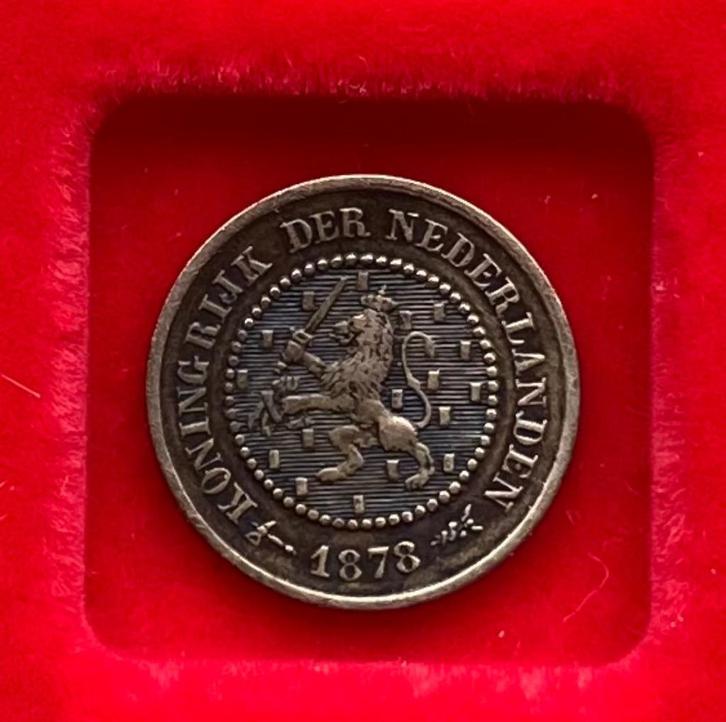 KONINGRIJK DER NEDERLANDEN
1878